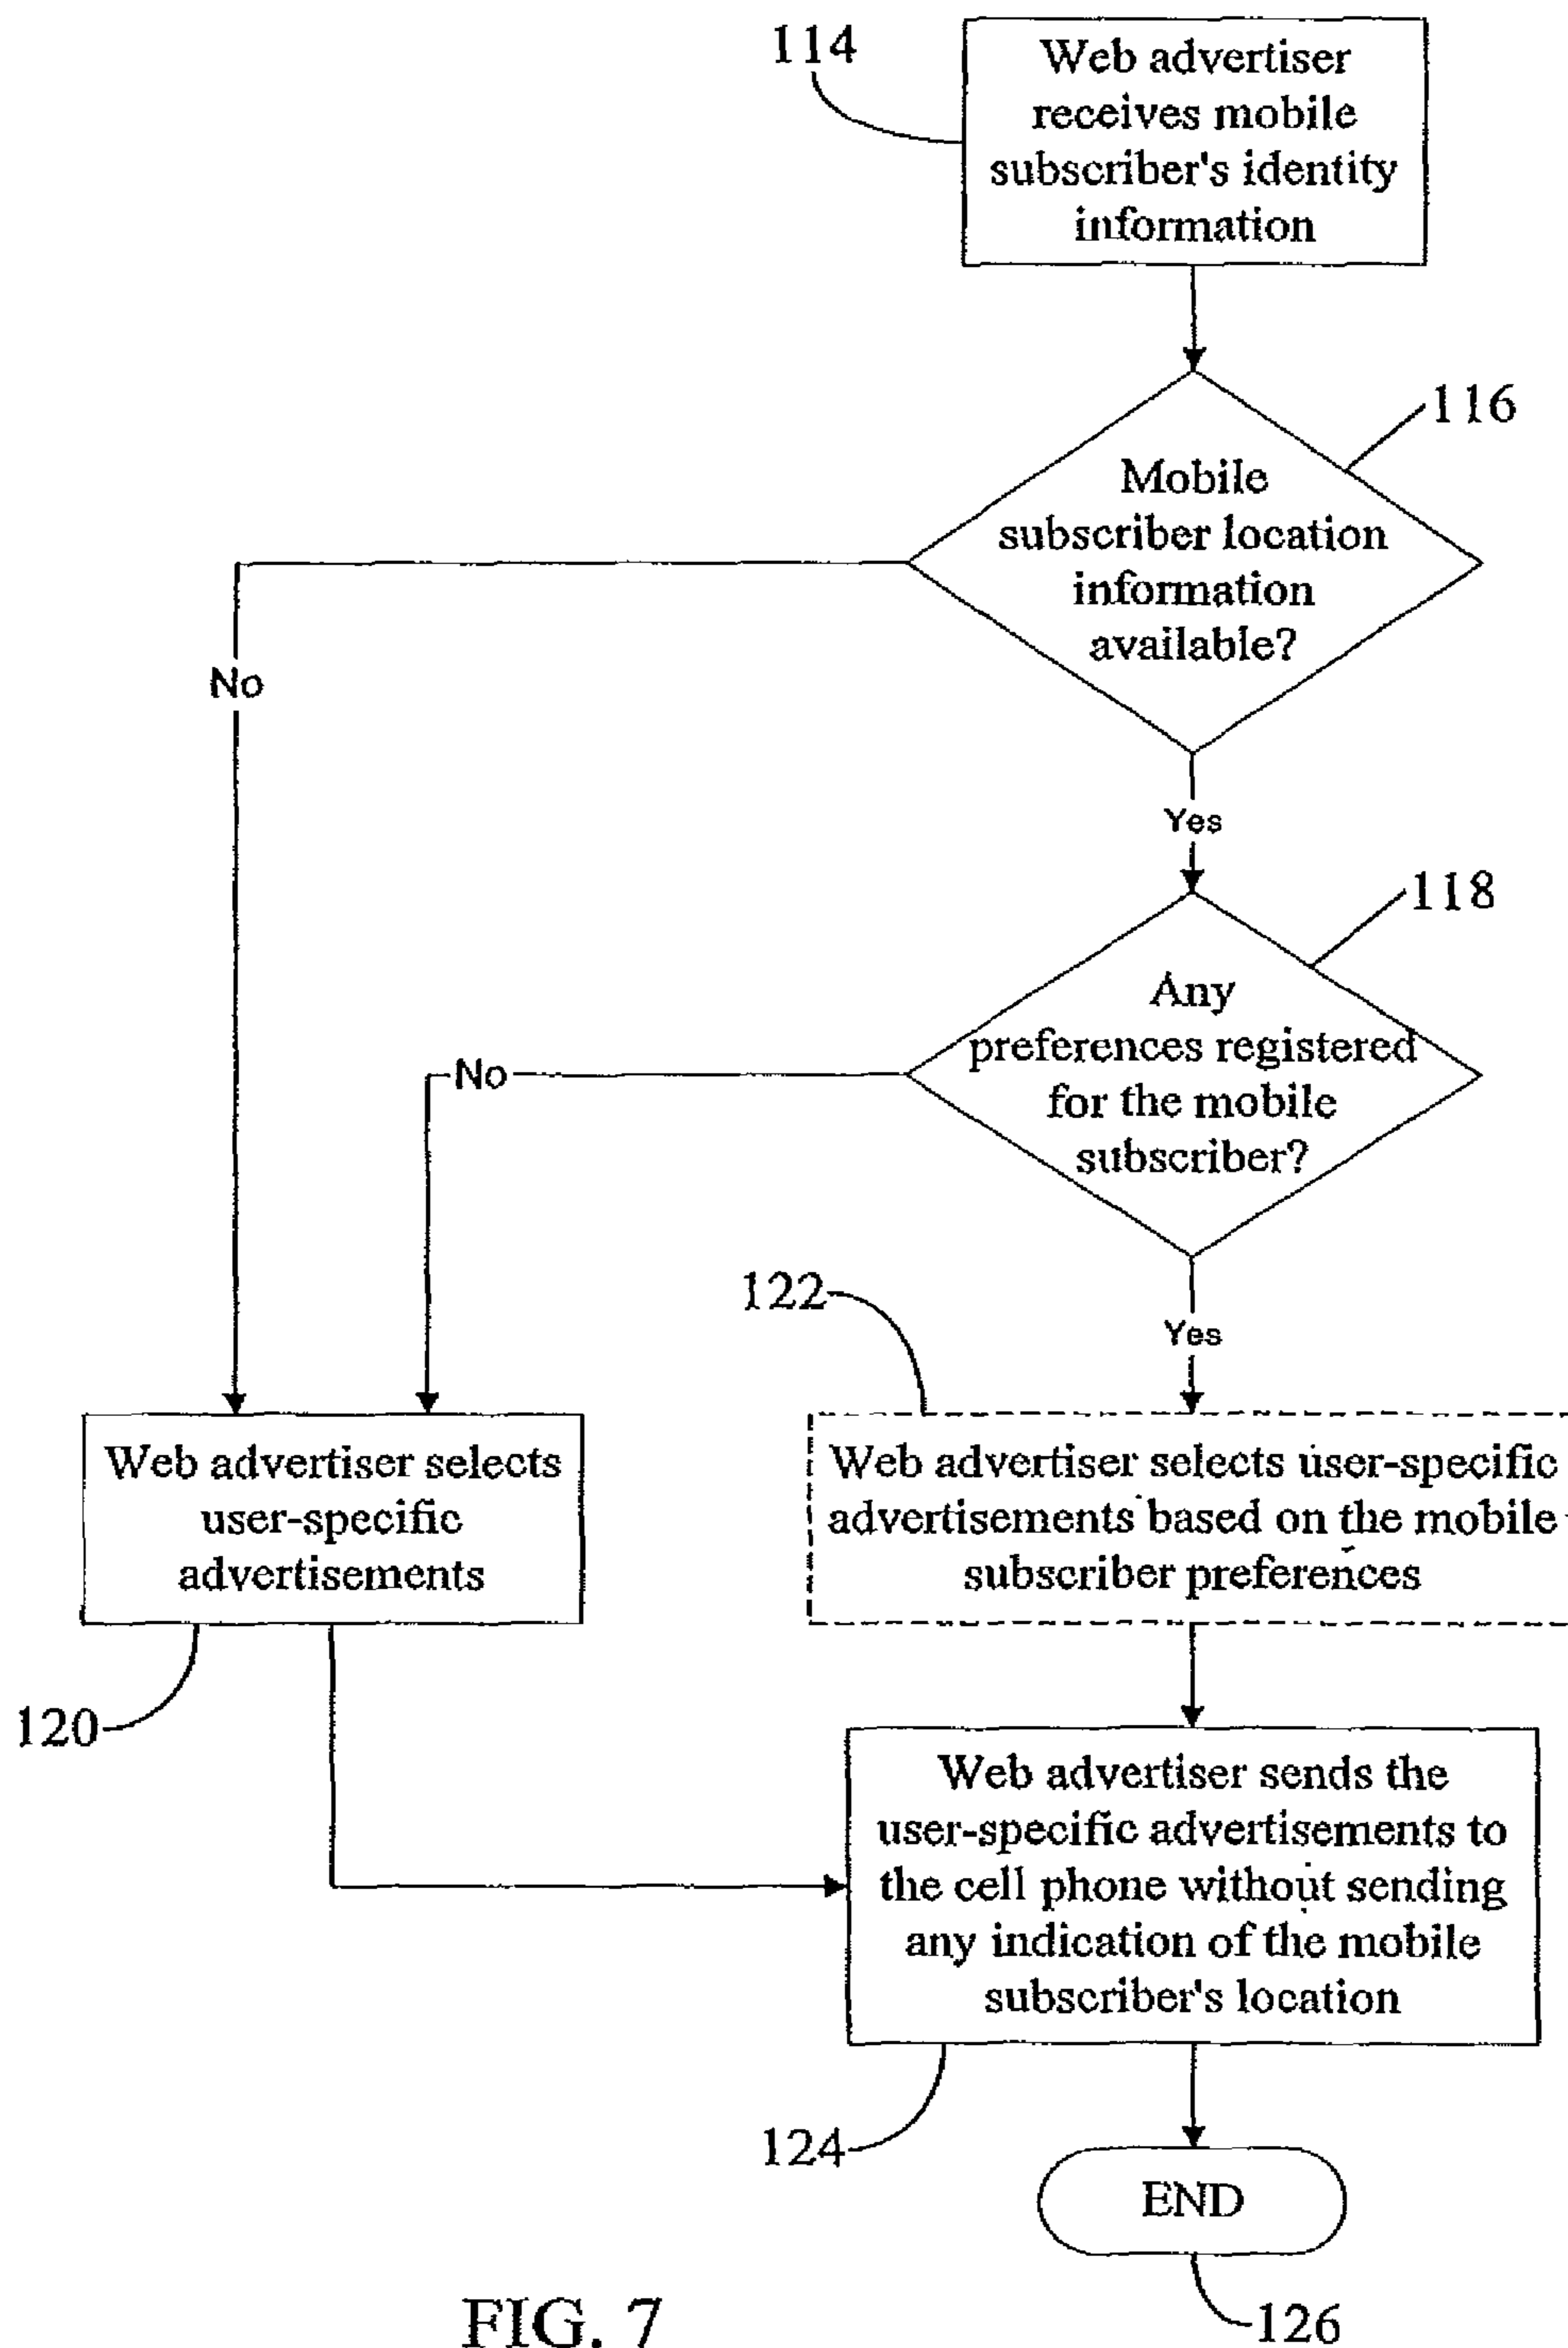 114
Web advertiser
receives mobile
subscriber's identity
information
116
Mobile
subscriber location
information
available?
No
Yes
118
Any
preferences registered
for the mobile
subscriber?
No
Yes
122
Web advertiser selects
user-specific
advertisements
Web advertiser selects user-specific
advertisements based on the mobile
subscriber preferences
120
Web advertiser sends the
user-specific advertisements to
the cell phone without sending
any indication of the mobile
subscriber's location
124
END
126
FIG. 7